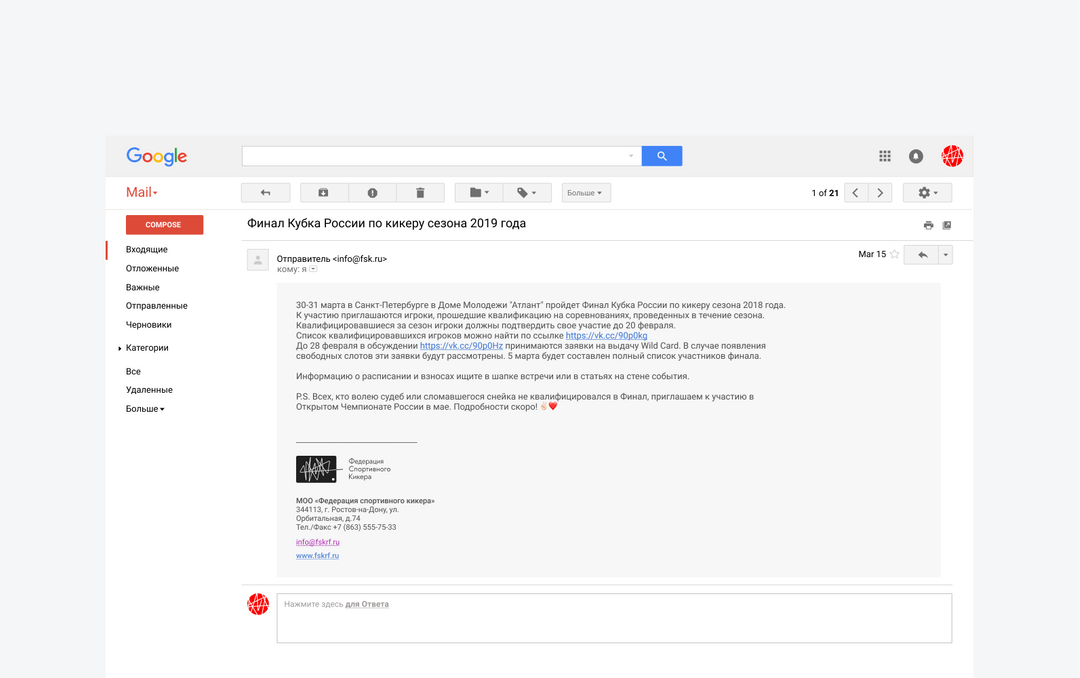 Google
Mail
1 of 21
Больше
COMPOSE
Входящие
Отложенные
Важные
Отправленные
Черновики
Категории
Все
Удаленные
Больше
Финал Кубка России по кикеру сезона 2019 года
Отправитель <info@fsk.ru>
кому: я
Mar 15
30-31 марта в Санкт-Петербурге в Доме Молодежи "Атлант" пройдет Финал Кубка России по кикеру сезона 2018 года.
К участию приглашаются игроки, прошедшие квалификацию на соревнованиях, проведенных в течение сезона.
Квалифицировавшиеся за сезон игроки должны подтвердить свое участие до 20 февраля.
Список квалифицировавшихся игроков можно найти по ссылке https://vk.cc/90p0kg
До 28 февраля в обсуждении https://vk.cc/90p0Hz принимаются заявки на выдачу Wild Card. В случае появления
свободных слотов эти заявки будут рассмотрены. 5 марта будет составлен полный список участников финала.
Информацию о расписании и взносах ищите в шапке встречи или в статьях на стене события.
P.S. Всех, кто волею судеб или сломавшегося снейка не квалифицировался в Финал, приглашаем к участию в
Открытом Чемпионате России в мае. Подробности скоро! ✌🏻❤️
Федерация
Спортивного
Кикера
МОО «Федерация спортивного кикера»
344113, г. Ростов-на-Дону, ул.
Орбитальная, д.74
Тел./Факс +7 (863) 555-75-33
info@fskrf.ru
www.fskrf.ru
Нажмите здесь для Ответа